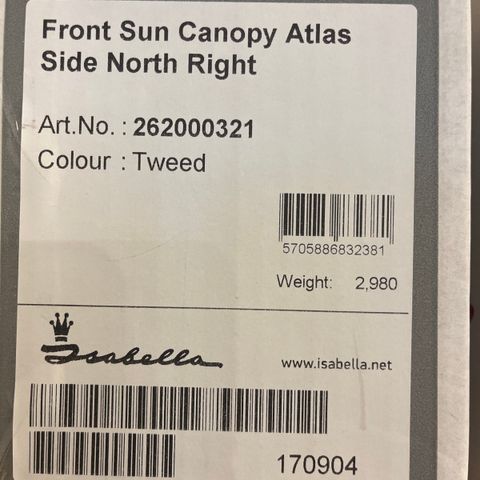 Front Sun Canopy Atlas
Side North Right
Art.No. : 262000321
Colour : Tweed
5705886832381
Weight: 2,980
Isabella
www.isabella.net
170904